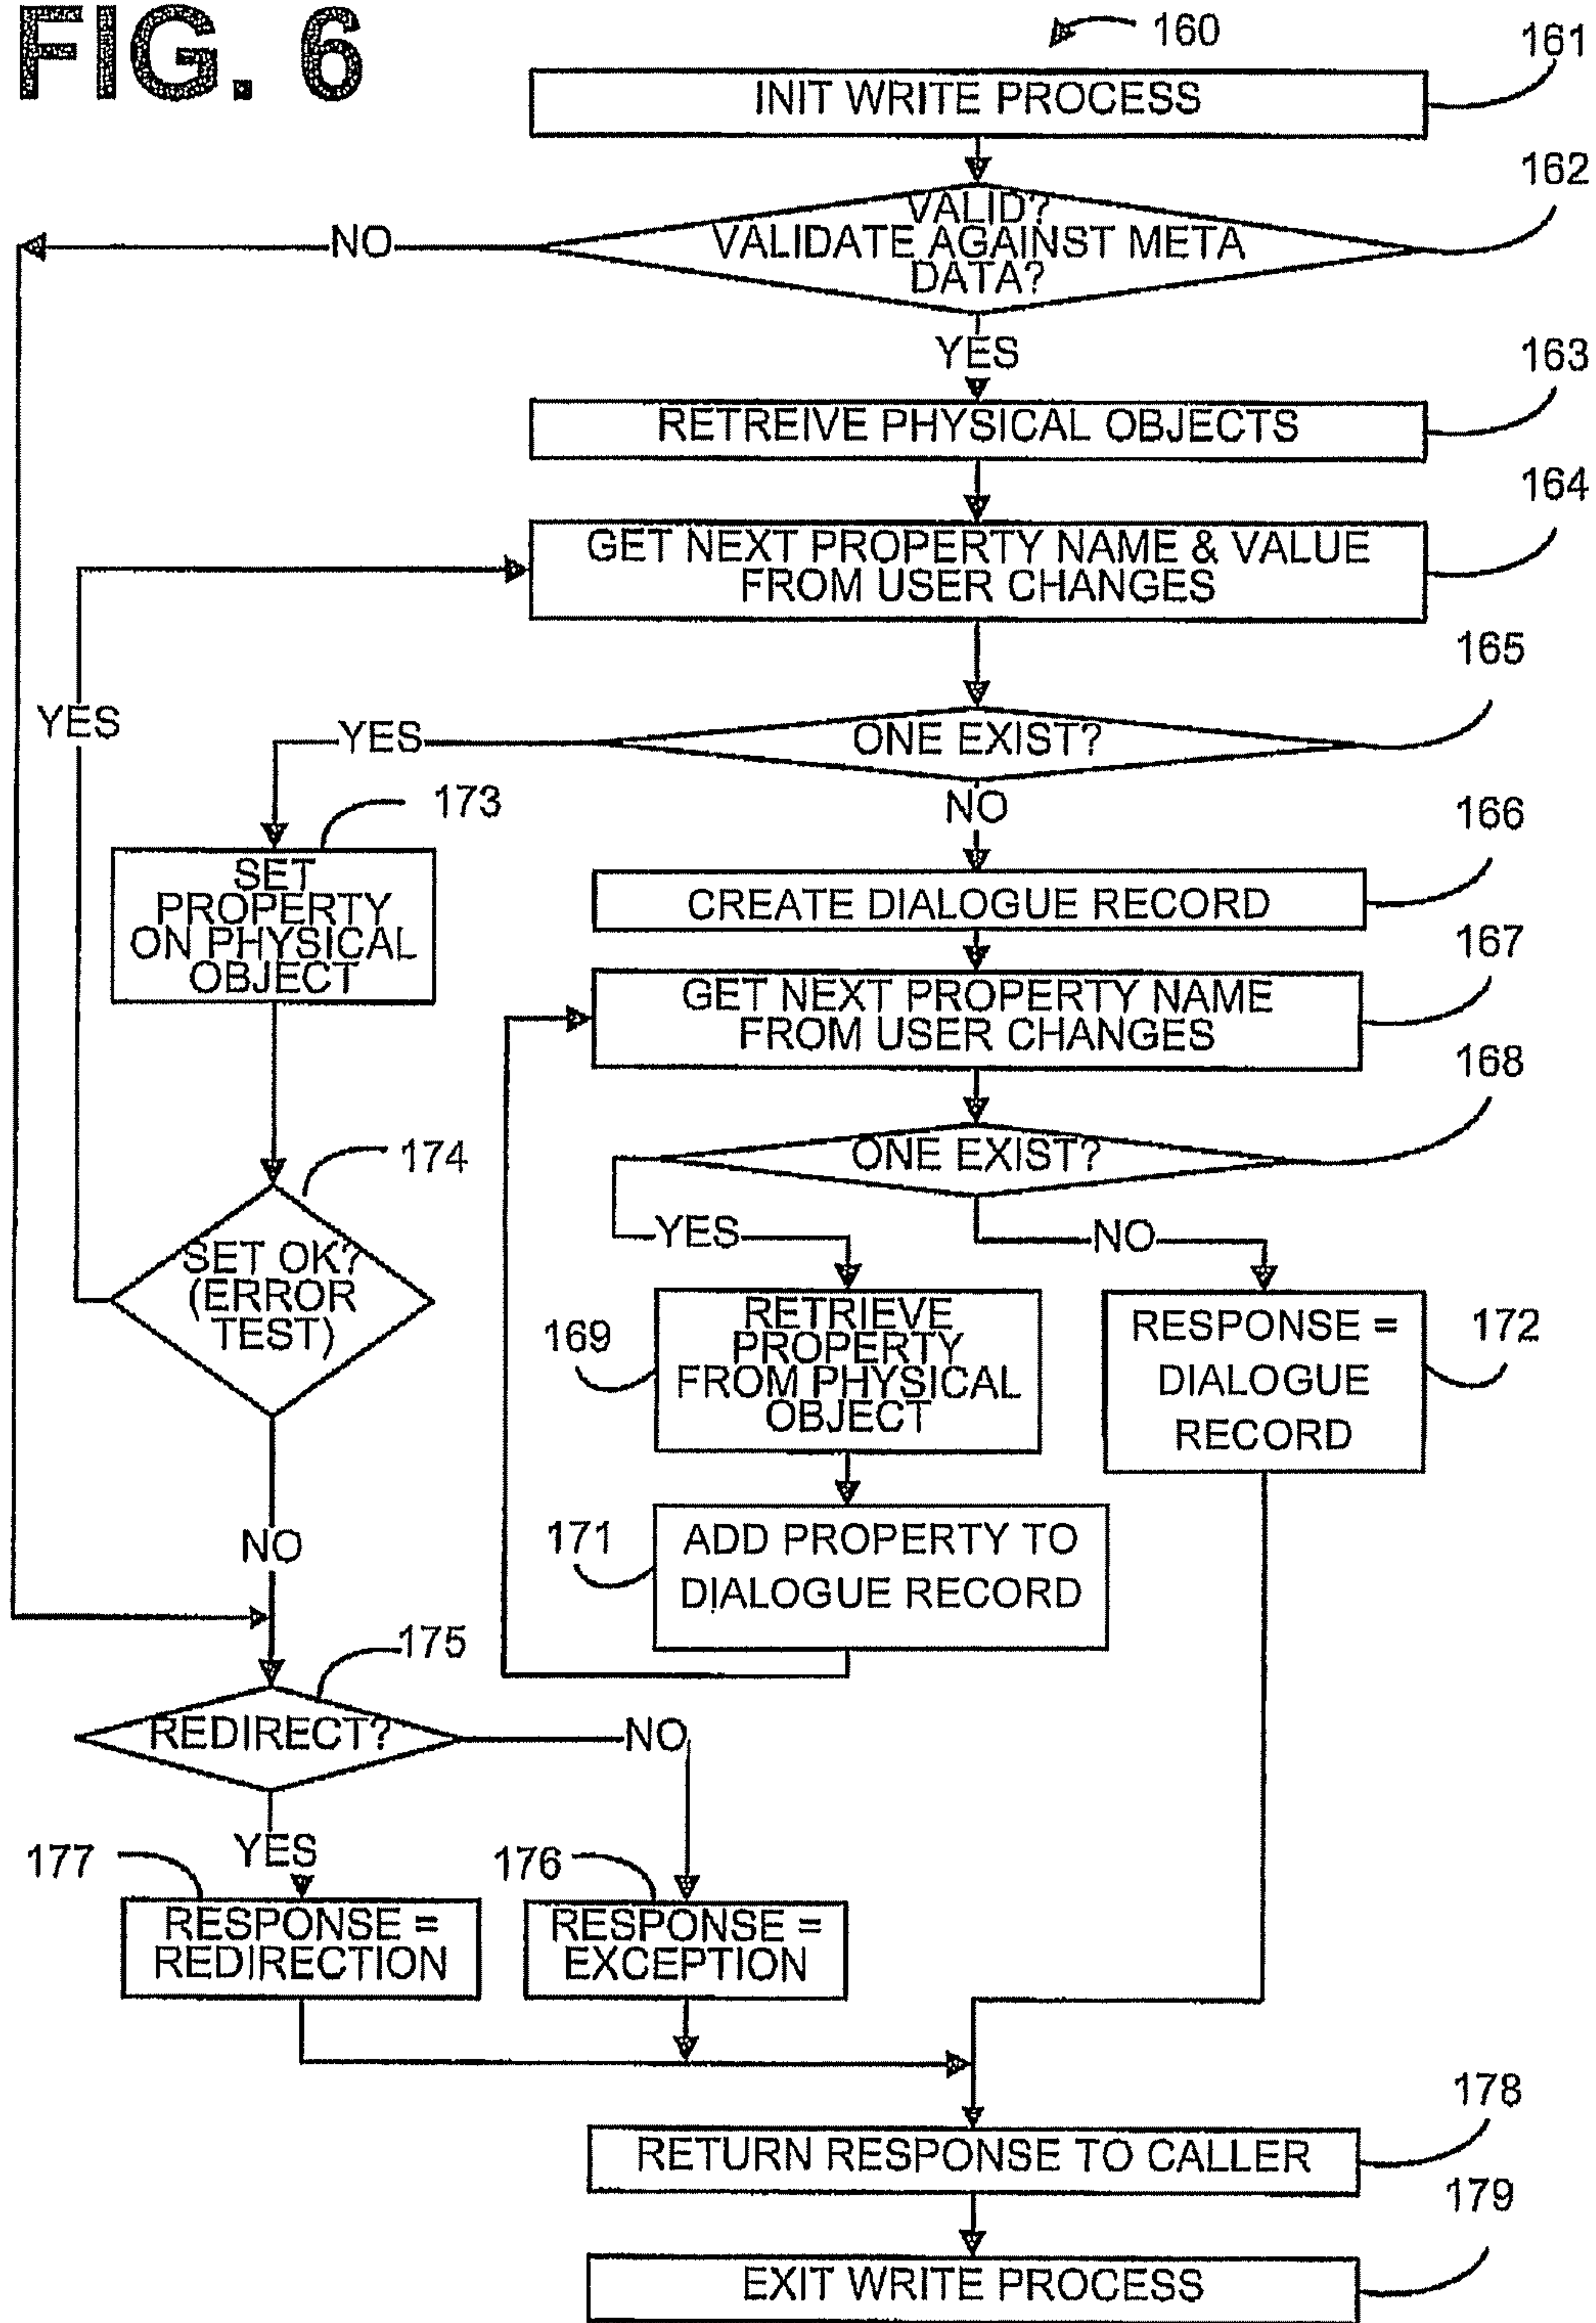 FIG. 6
160
161
INIT WRITE PROCESS
162
VALID?
VALIDATE AGAINST META
DATA?
NO
YES
163
RETREIVE PHYSICAL OBJECTS
164
GET NEXT PROPERTY NAME & VALUE
FROM USER CHANGES
165
YES
YES
ONE EXIST?
NO
173
166
SET
PROPERTY
ON PHYSICAL
OBJECT
CREATE DIALOGUE RECORD
167
GET NEXT PROPERTY NAME
FROM USER CHANGES
168
174
ONE EXIST?
YES
NO
SET OK?
(ERROR
TEST)
169
RETRIEVE
PROPERTY
FROM PHYSICAL
OBJECT
RESPONSE =
DIALOGUE
RECORD
172
NO
171
ADD PROPERTY TO
DIALOGUE RECORD
175
REDIRECT?
NO
YES
177
176
RESPONSE =
REDIRECTION
RESPONSE =
EXCEPTION
178
RETURN RESPONSE TO CALLER
179
EXIT WRITE PROCESS